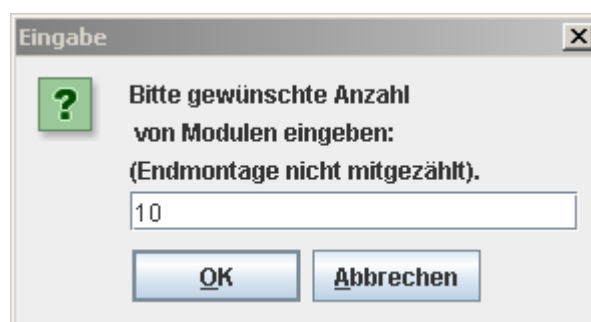 Eingabe
Bitte gewünschte Anzahl
von Modulen eingeben:
(Endmontage nicht mitgezählt).
10
OK Abbrechen